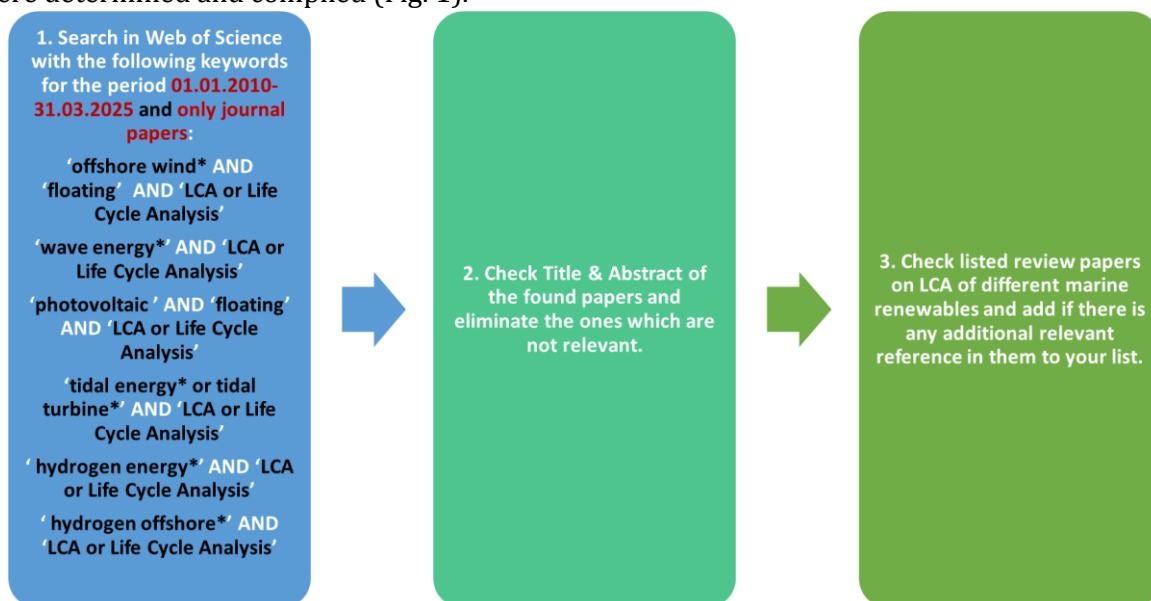 were determined and compiled (Fig. 1).
1. Search in Web of Science
with the following keywords
for the period 01.01.2010-
31.03.2025 and only journal
papers:
‘offshore wind* AND
‘floating’ AND ‘LCA or Life
Cycle Analysis’
‘wave energy*’ AND ‘LCA or
Life Cycle Analysis’
‘photovoltaic ’ AND ‘floating’
AND ‘LCA or Life Cycle
Analysis’
‘tidal energy* or tidal
turbine*’ AND ‘LCA or Life
Cycle Analysis’
‘ hydrogen energy*’ AND ‘LCA
or Life Cycle Analysis’
‘ hydrogen offshore*’ AND
‘LCA or Life Cycle Analysis’
2. Check Title & Abstract of
the found papers and
eliminate the ones which are
not relevant.
3. Check listed review papers
on LCA of different marine
renewables and add if there is
any additional relevant
reference in them to your list.